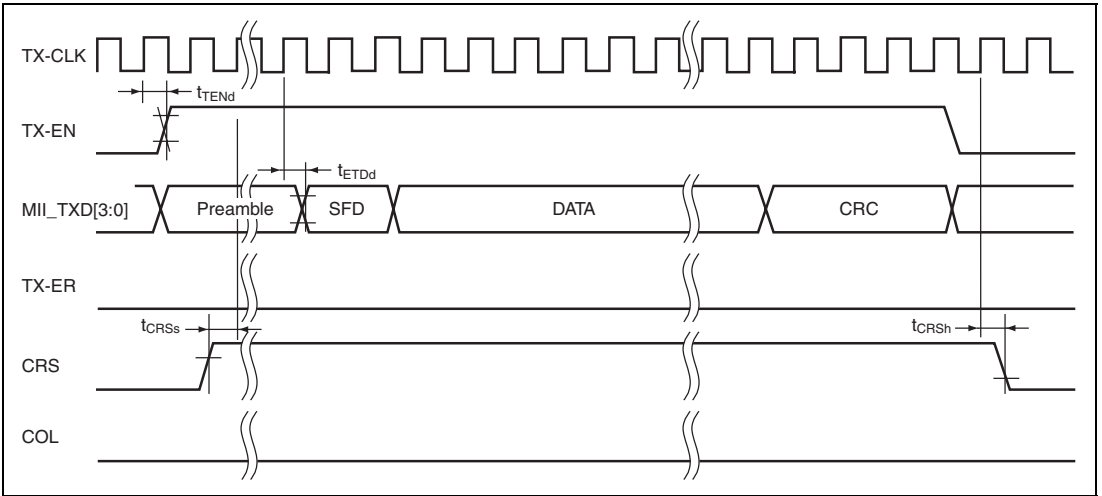 TX-CLK
t_TENd
TX-EN
t_ETDd
MII_TXD[3:0]
Preamble
SFD
DATA
CRC
TX-ER
t_CRSs
t_CRSh
CRS
COL